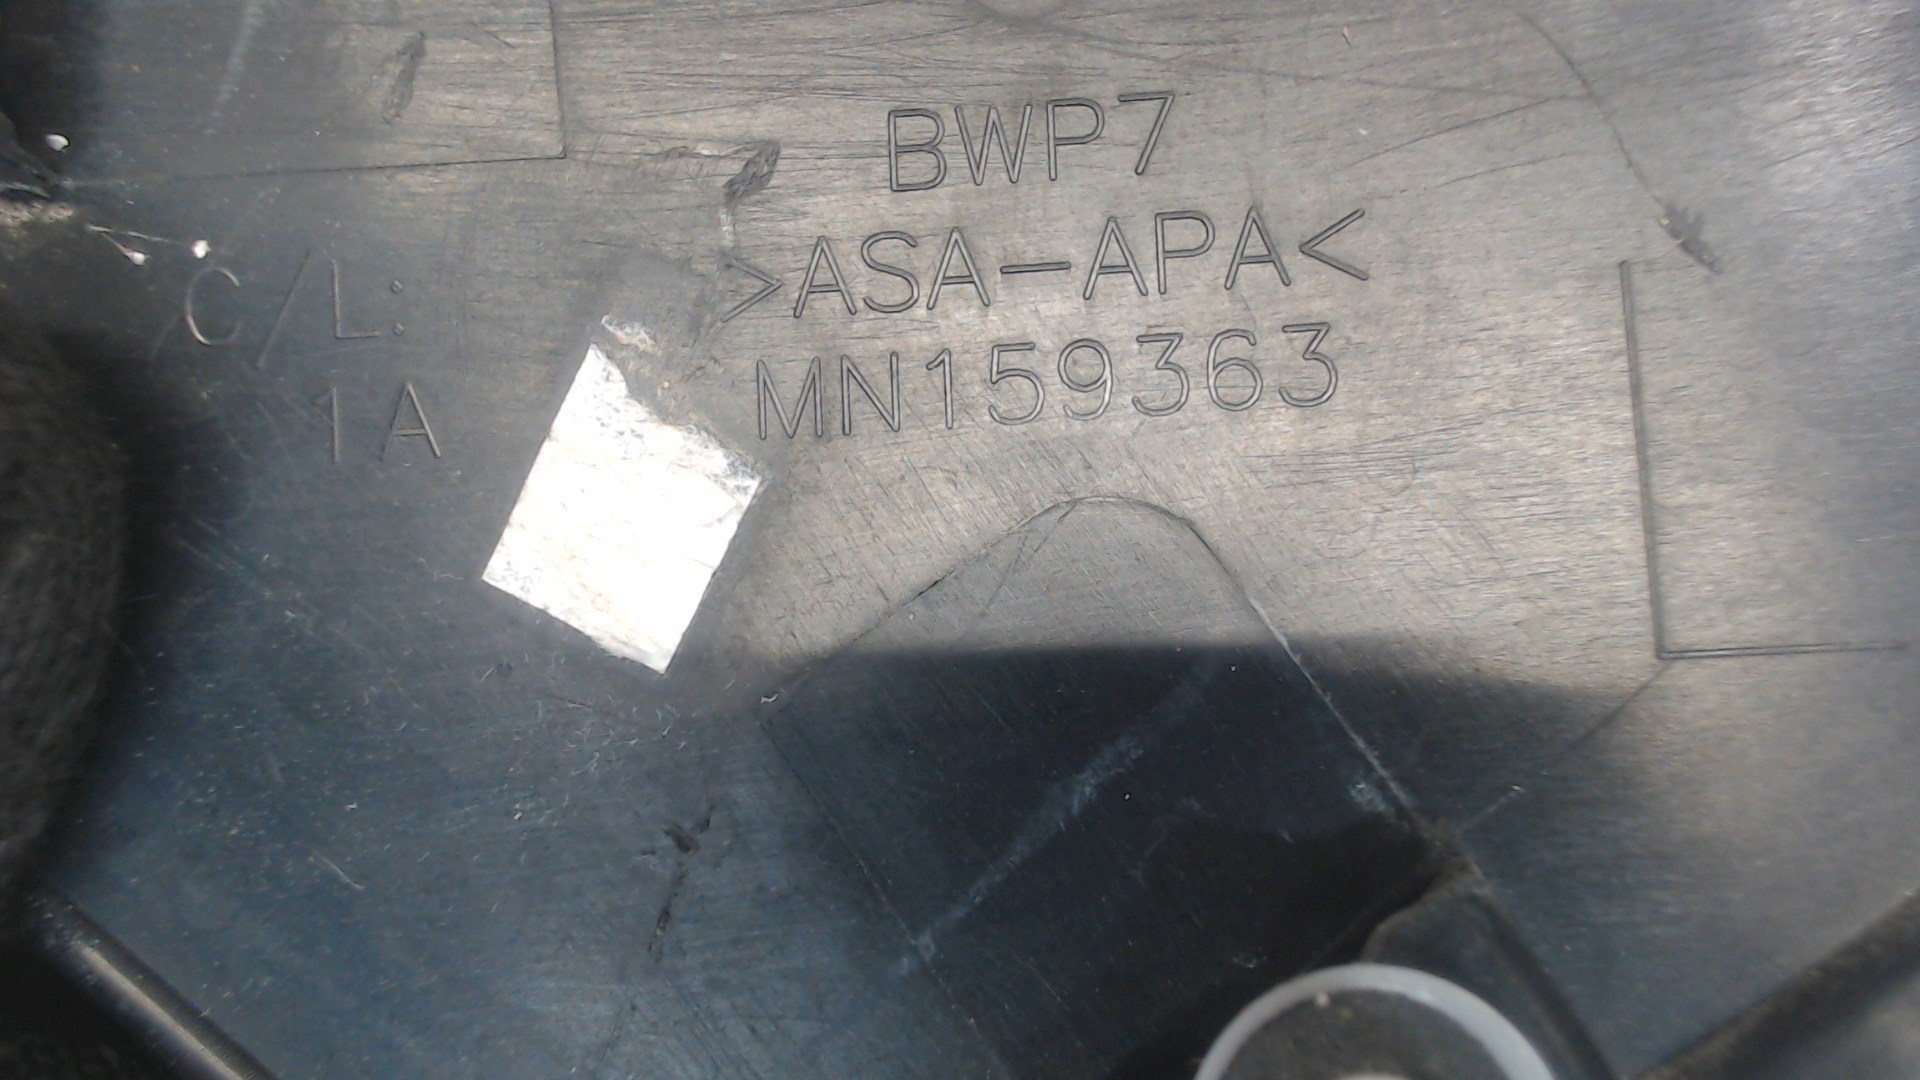 BWP7
>ASA-APA<
MN159363
C/L:
1A